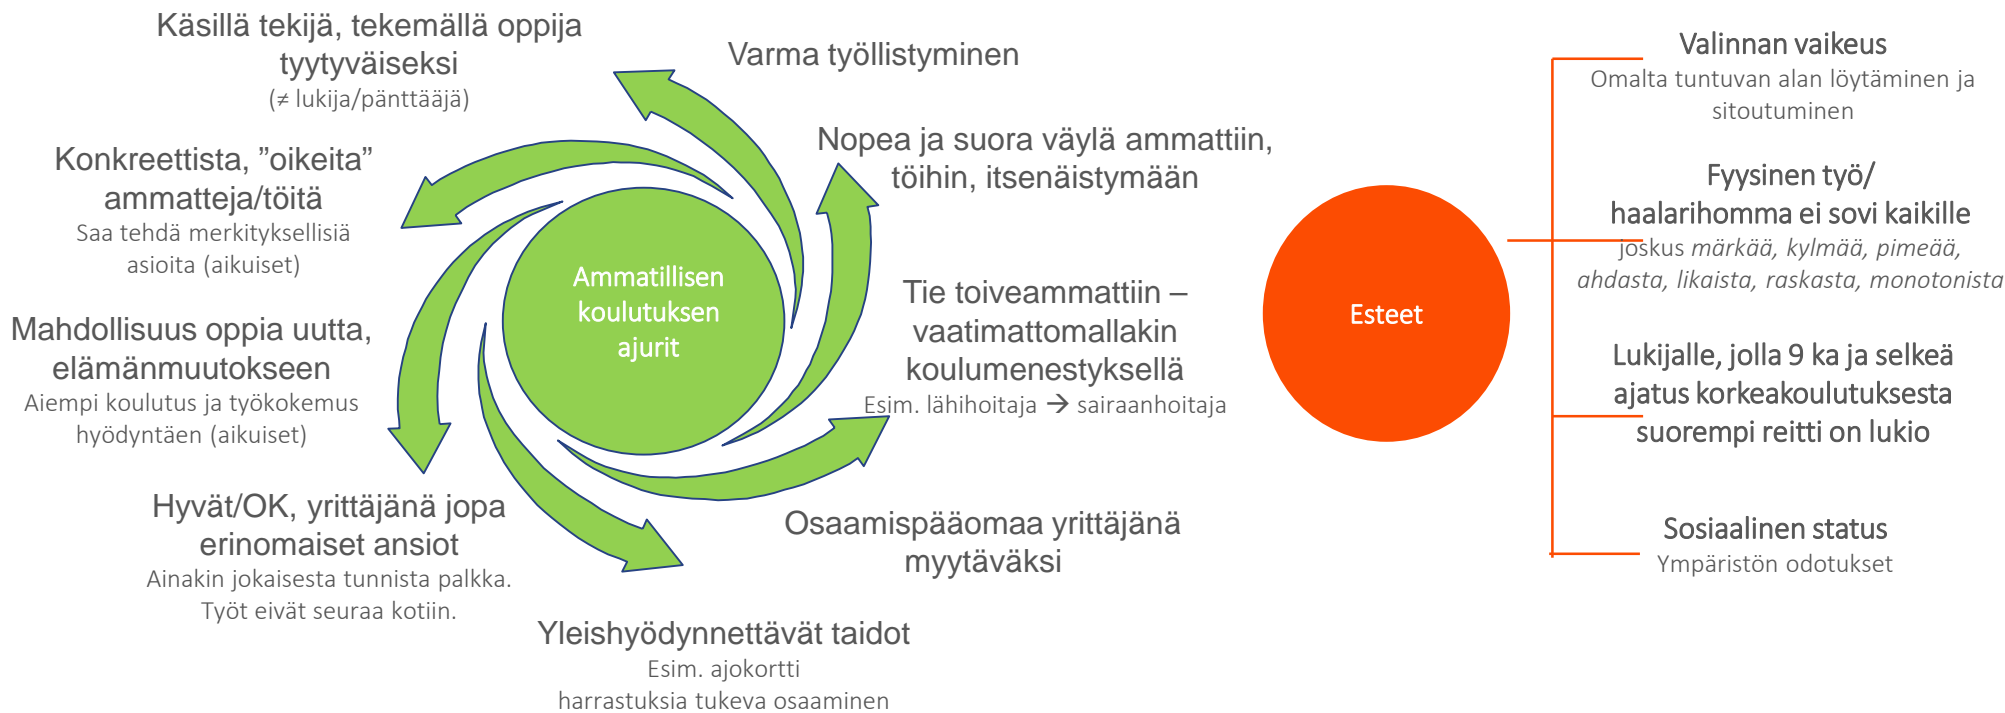 Käsillä tekijä, tekemällä oppija
tyytyväiseksi
(≠ lukija/pänttääjä)
Varma työllistyminen
Konkreettista, ”oikeita”
ammatteja/töitä
Saa tehdä merkityksellisiä
asioita (aikuiset)
Nopea ja suora väylä ammattiin,
töihin, itsenäistymään
Mahdollisuus oppia uutta,
elämänmuutokseen
Aiempi koulutus ja työkokemus
hyödyntäen (aikuiset)
Ammatillisen
koulutuksen
ajurit
Tie toiveammattiin –
vaatimattomallakin
koulumenestyksellä
Esim. lähihoitaja → sairaanhoitaja
Hyvät/OK, yrittäjänä jopa
erinomaiset ansiot
Ainakin jokaisesta tunnista palkka.
Työt eivät seuraa kotiin.
Osaamispääomaa yrittäjänä
myytäväksi
Yleishyödynnettävät taidot
Esim. ajokortti
harrastuksia tukeva osaaminen
Esteet
Valinnan vaikeus
Omalta tuntuvan alan löytäminen ja
sitoutuminen
Fyysinen työ/
haalarihomma ei sovi kaikille
joskus märkää, kylmää, pimeää,
ahdasta, likaista, raskasta, monotonista
Lukijalle, jolla 9 ka ja selkeä
ajatus korkeakoulutuksesta
suorempi reitti on lukio
Sosiaalinen status
Ympäristön odotukset